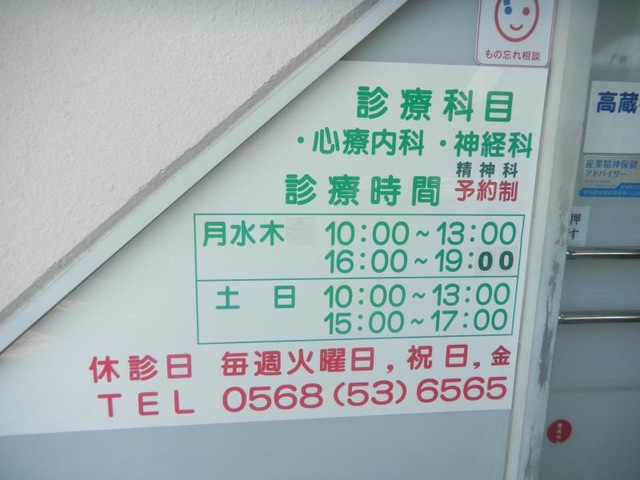 もの忘れ相談
診療科目
・心療内科・神経科
精神科
診療時間 予約制
月水木 10:00~13:00
16:00~19:00
土日 10:00~13:00
15:00~17:00
休診日 毎週火曜日,祝日,金
TEL 0568(53)6565
高蔵
産業精神保健
アドバイザー
押
す